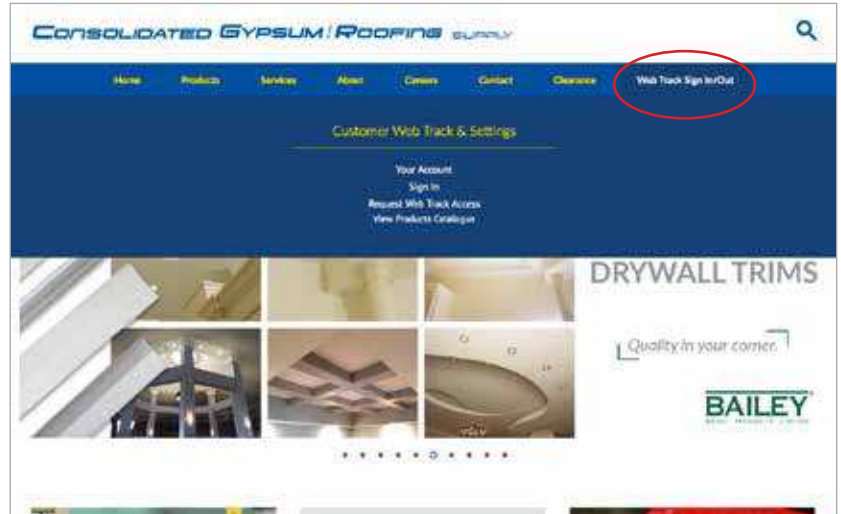 CONSOLIDATED GYPSUM/ROOFING SUPPLY
Home Products Services About Careers Contact Clearance Web Track Sign In/Out
Customer Web Track & Settings
Your Account
Sign In
Request Web Track Access
View Products Catalogue
DRYWALL TRIMS
Quality in your corner.
BAILEY